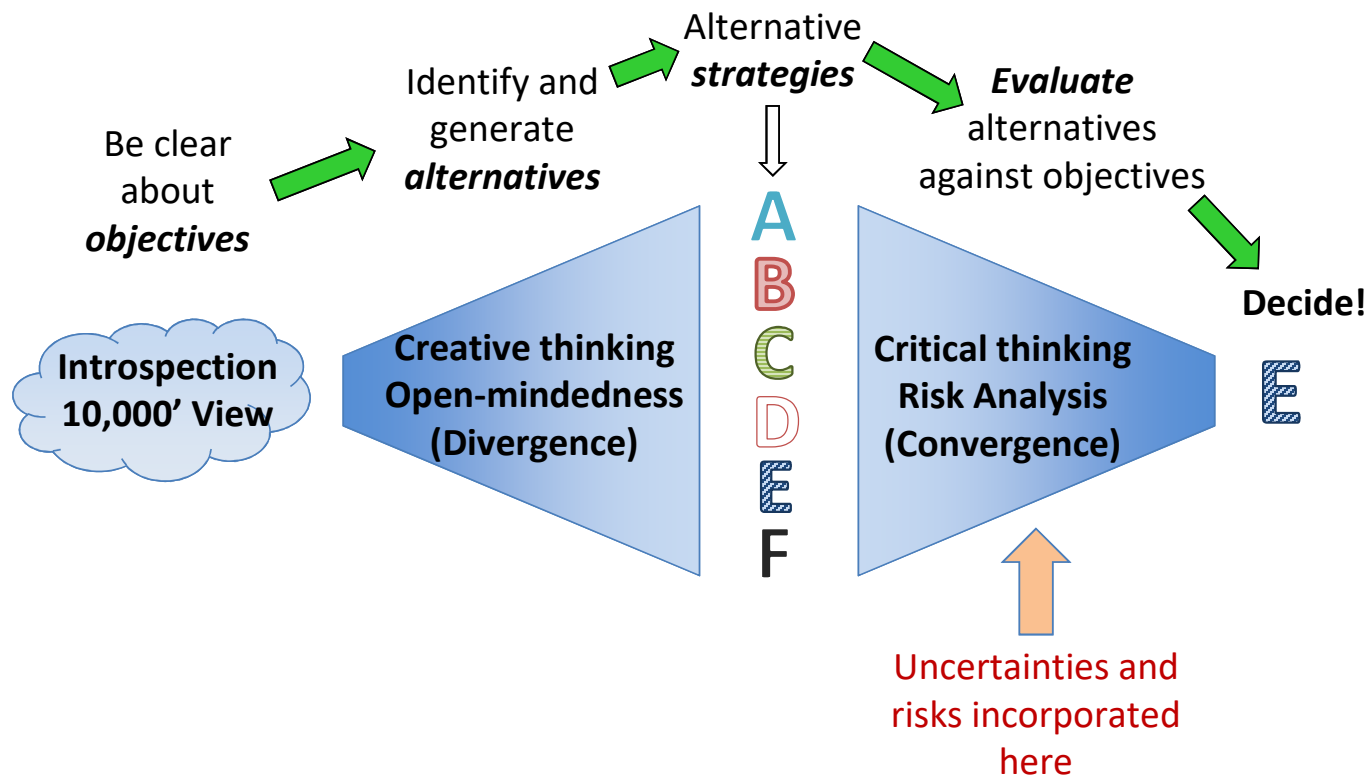 Be clear
about
objectives
Identify and
generate
alternatives
Alternative
strategies
Evaluate
alternatives
against objectives
Decide!
Introspection
10,000' View
Creative thinking
Open-mindedness
(Divergence)
A
B
C
D
E
F
Critical thinking
Risk Analysis
(Convergence)
E
Uncertainties and
risks incorporated
here